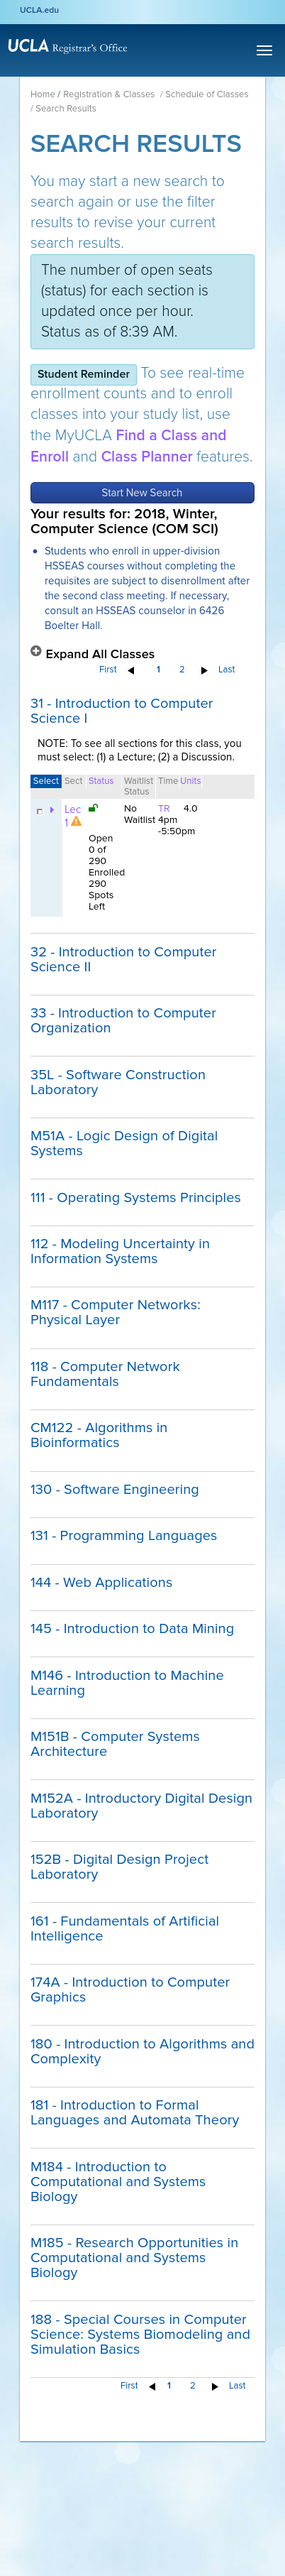 UCLA.edu
UCLA Registrar's Office
Home / Registration & Classes / Schedule of Classes
/ Search Results
SEARCH RESULTS
You may start a new search to
search again or use the filter
results to revise your current
search results.
The number of open seats
(status) for each section is
updated once per hour.
Status as of 8:39 AM.
Student Reminder To see real-time
enrollment counts and to enroll
classes into your study list, use
the MyUCLA Find a Class and
Enroll and Class Planner features.
Start New Search
Your results for: 2018, Winter,
Computer Science (COM SCI)
• Students who enroll in upper-division
HSSEAS courses without completing the
requisites are subject to disenrollment after
the second class meeting. If necessary,
consult an HSSEAS counselor in 6426
Boelter Hall.
Expand All Classes
First 1 2 Last
31 - Introduction to Computer
Science I
NOTE: To see all sections for this class, you
must select: (1) a Lecture; (2) a Discussion.
Select Sect Status Waitlist Time Units
Status
Lec No TR 4.0
1 Waitlist 4pm
-5:50pm
Open
0 of
290
Enrolled
290
Spots
Left
32 - Introduction to Computer
Science II
33 - Introduction to Computer
Organization
35L - Software Construction
Laboratory
M51A - Logic Design of Digital
Systems
111 - Operating Systems Principles
112 - Modeling Uncertainty in
Information Systems
M117 - Computer Networks:
Physical Layer
118 - Computer Network
Fundamentals
CM122 - Algorithms in
Bioinformatics
130 - Software Engineering
131 - Programming Languages
144 - Web Applications
145 - Introduction to Data Mining
M146 - Introduction to Machine
Learning
M151B - Computer Systems
Architecture
M152A - Introductory Digital Design
Laboratory
152B - Digital Design Project
Laboratory
161 - Fundamentals of Artificial
Intelligence
174A - Introduction to Computer
Graphics
180 - Introduction to Algorithms and
Complexity
181 - Introduction to Formal
Languages and Automata Theory
M184 - Introduction to
Computational and Systems
Biology
M185 - Research Opportunities in
Computational and Systems
Biology
188 - Special Courses in Computer
Science: Systems Biomodeling and
Simulation Basics
First 1 2 Last